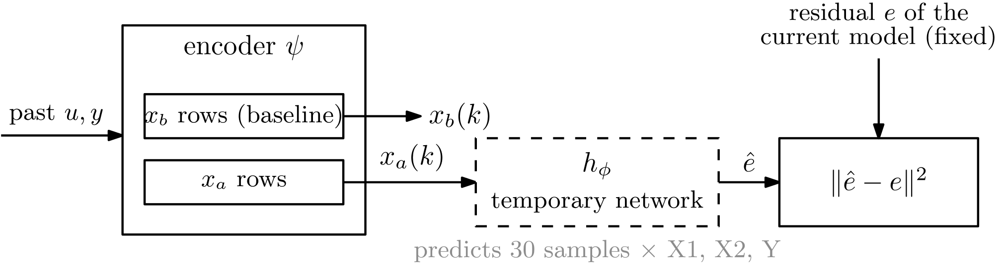 residual e of the
current model (fixed)
encoder ψ
past u, y
x_b rows (baseline)
x_b(k)
x_a(k)
x_a rows
h_ϕ
temporary network
ê
‖ê − e‖²
predicts 30 samples × X1, X2, Y